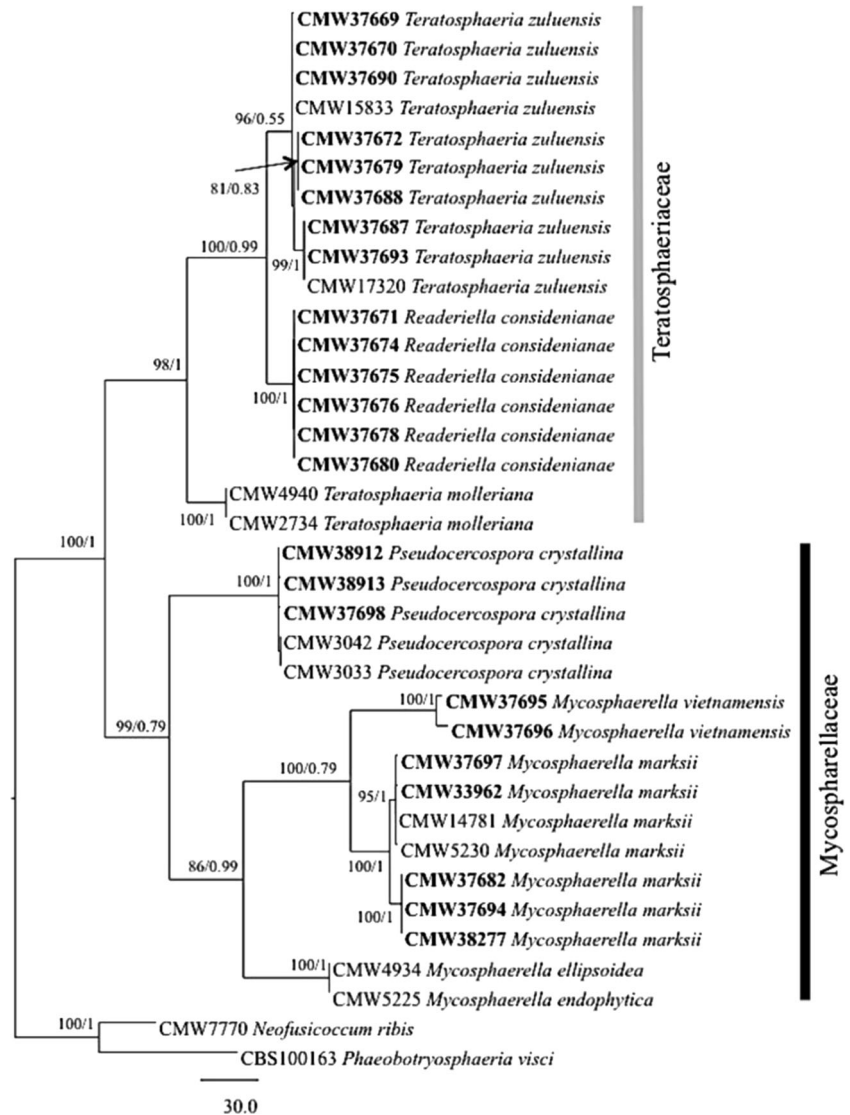 CMW37669 Teratosphaeria zuluensis
CMW37670 Teratosphaeria zuluensis
CMW37690 Teratosphaeria zuluensis
CMW15833 Teratosphaeria zuluensis
96/0.55
CMW37672 Teratosphaeria zuluensis
CMW37679 Teratosphaeria zuluensis
81/0.83
CMW37688 Teratosphaeria zuluensis
CMW37687 Teratosphaeria zuluensis
100/0.99
CMW37693 Teratosphaeria zuluensis
99/1
CMW17320 Teratosphaeria zuluensis
CMW37671 Readeriella considenianae
CMW37674 Readeriella considenianae
CMW37675 Readeriella considenianae
98/1
100/1
CMW37676 Readeriella considenianae
CMW37678 Readeriella considenianae
CMW37680 Readeriella considenianae
CMW4940 Teratosphaeria molleriana
100/1
CMW2734 Teratosphaeria molleriana
Teratosphaeriaceae
100/1
CMW38912 Pseudocercospora crystallina
100/1
CMW38913 Pseudocercospora crystallina
CMW37698 Pseudocercospora crystallina
CMW3042 Pseudocercospora crystallina
CMW3033 Pseudocercospora crystallina
100/1
CMW37695 Mycosphaerella vietnamensis
99/0.79
CMW37696 Mycosphaerella vietnamensis
100/0.79
CMW37697 Mycosphaerella marksii
95/1
CMW33962 Mycosphaerella marksii
CMW14781 Mycosphaerella marksii
CMW5230 Mycosphaerella marksii
86/0.99
100/1
CMW37682 Mycosphaerella marksii
100/1
CMW37694 Mycosphaerella marksii
CMW38277 Mycosphaerella marksii
100/1
CMW4934 Mycosphaerella ellipsoidea
CMW5225 Mycosphaerella endophytica
Mycospharellaceae
100/1
CMW7770 Neofusicoccum ribis
CBS100163 Phaeobotryosphaeria visci
30.0